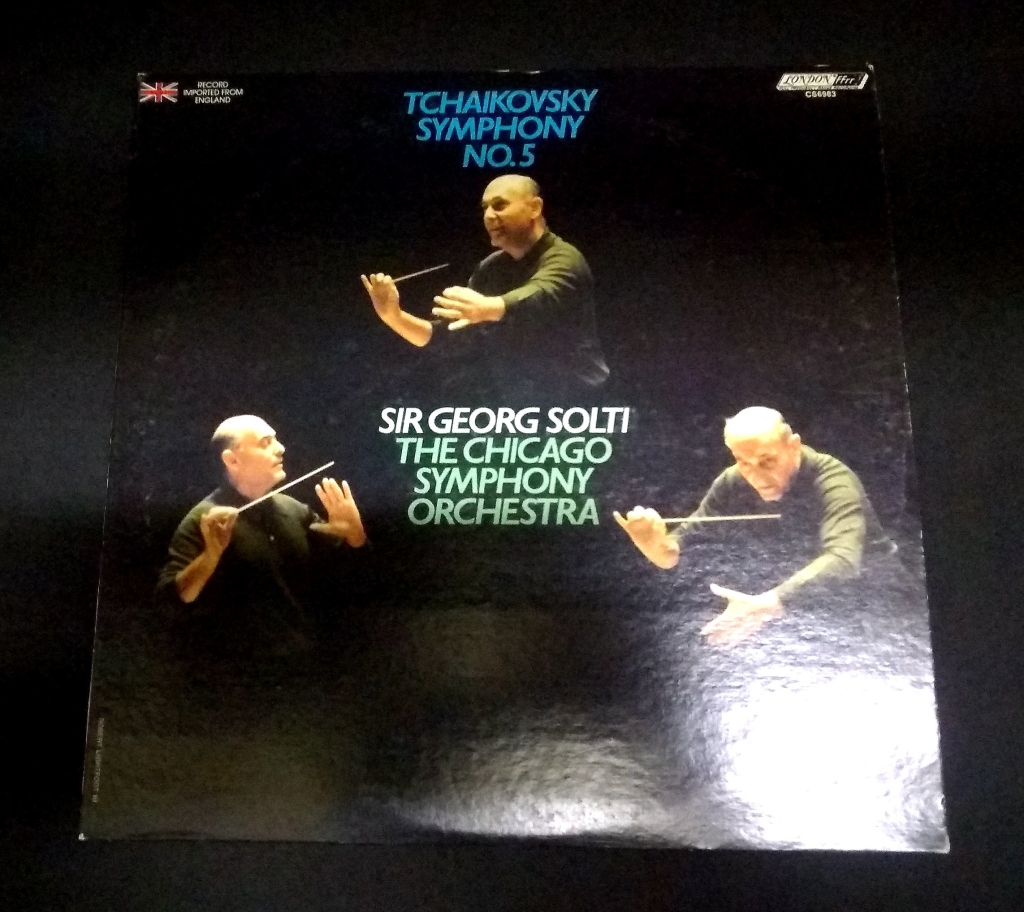 RECORD
IMPORTED FROM
ENGLAND
LONDON ffrr
CS6983
TCHAIKOVSKY
SYMPHONY
NO.5
SIR GEORG SOLTI
THE CHICAGO
SYMPHONY
ORCHESTRA